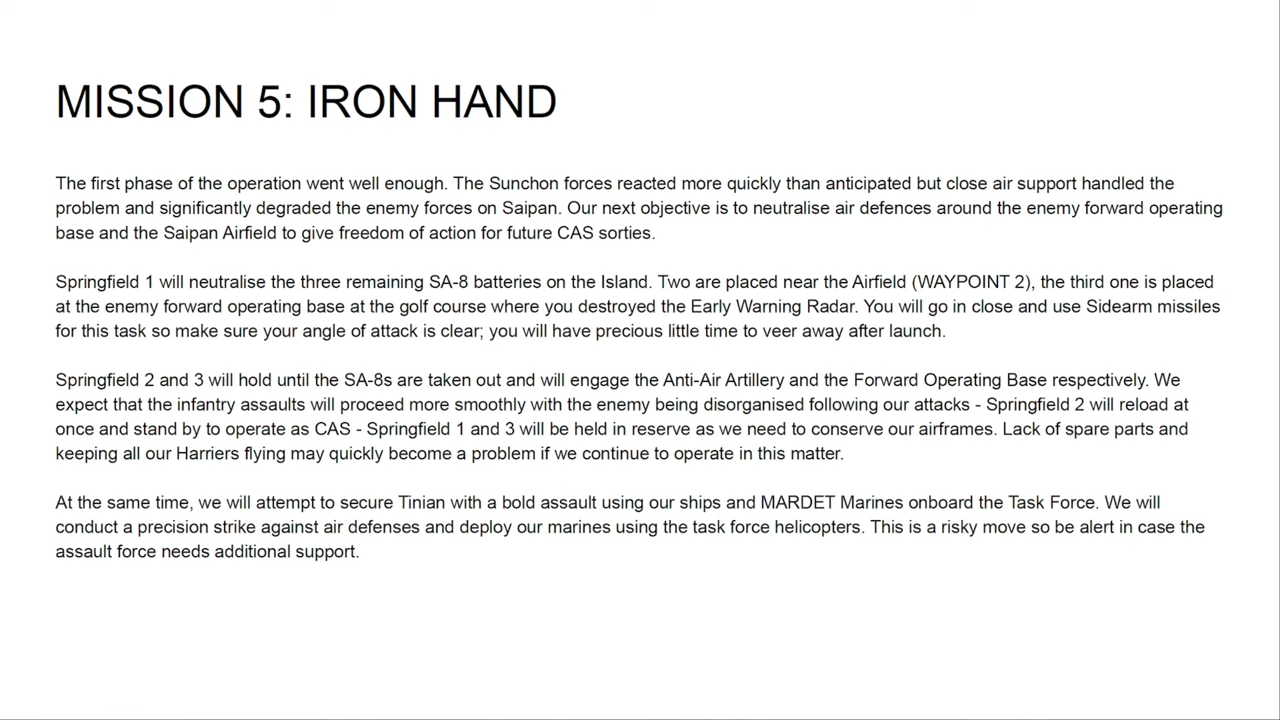 MISSION 5: IRON HAND
The first phase of the operation went well enough. The Sunchon forces reacted more quickly than anticipated but close air support handled the
problem and significantly degraded the enemy forces on Saipan. Our next objective is to neutralise air defences around the enemy forward operating
base and the Saipan Airfield to give freedom of action for future CAS sorties.
Springfield 1 will neutralise the three remaining SA-8 batteries on the Island. Two are placed near the Airfield (WAYPOINT 2), the third one is placed
at the enemy forward operating base at the golf course where you destroyed the Early Warning Radar. You will go in close and use Sidearm missiles
for this task so make sure your angle of attack is clear; you will have precious little time to veer away after launch.
Springfield 2 and 3 will hold until the SA-8s are taken out and will engage the Anti-Air Artillery and the Forward Operating Base respectively. We
expect that the infantry assaults will proceed more smoothly with the enemy being disorganised following our attacks - Springfield 2 will reload at
once and stand by to operate as CAS - Springfield 1 and 3 will be held in reserve as we need to conserve our airframes. Lack of spare parts and
keeping all our Harriers flying may quickly become a problem if we continue to operate in this matter.
At the same time, we will attempt to secure Tinian with a bold assault using our ships and MARDET Marines onboard the Task Force. We will
conduct a precision strike against air defenses and deploy our marines using the task force helicopters. This is a risky move so be alert in case the
assault force needs additional support.